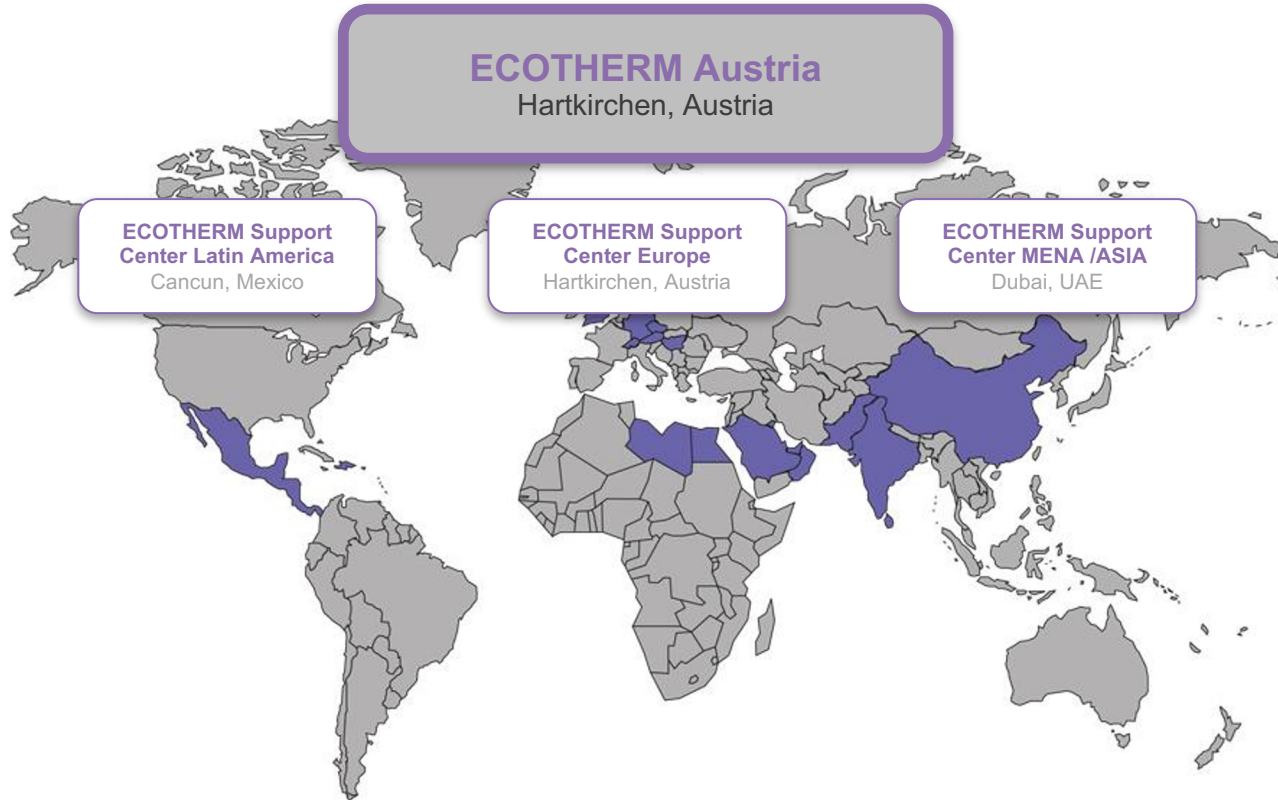 ECOTHERM Austria
Hartkirchen, Austria
ECOTHERM Support
Center Latin America
Cancun, Mexico
ECOTHERM Support
Center Europe
Hartkirchen, Austria
ECOTHERM Support
Center MENA /ASIA
Dubai, UAE